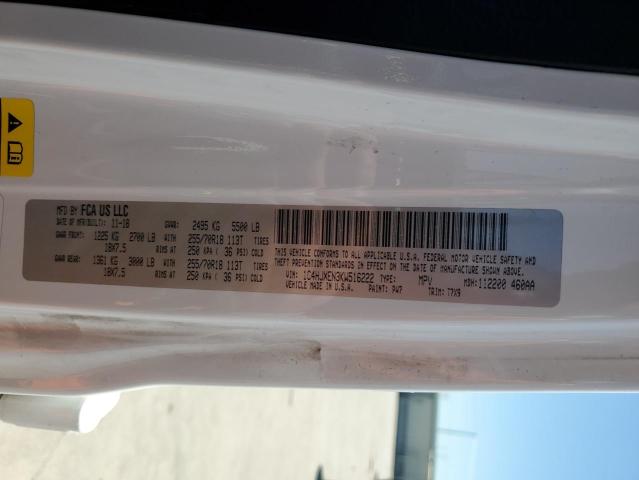 MFD BY FCA US LLC
DATE OF MFR(BUILT): 11-18 GVWR: 2495 KG 5500 LB
GAWR FRONT: 1225 KG 2700 LB WITH 255/70R18 113T TIRES
18X7.5 RIMS AT 250 KPA ( 36 PSI) COLD
GAWR REAR: 1361 KG 3000 LB WITH 255/70R18 113T TIRES
18X7.5 RIMS AT 250 KPA ( 36 PSI) COLD
THIS VEHICLE CONFORMS TO ALL APPLICABLE U.S.A. FEDERAL MOTOR VEHICLE SAFETY AND
THEFT PREVENTION STANDARDS IN EFFECT ON THE DATE OF MANUFACTURE SHOWN ABOVE.
VIN: 1C4HJXEN3KW516222 TYPE: MPV MDH: 112200 460AA
VEHICLE MADE IN U.S.A. PAINT: PW7 TRIM: T7X9